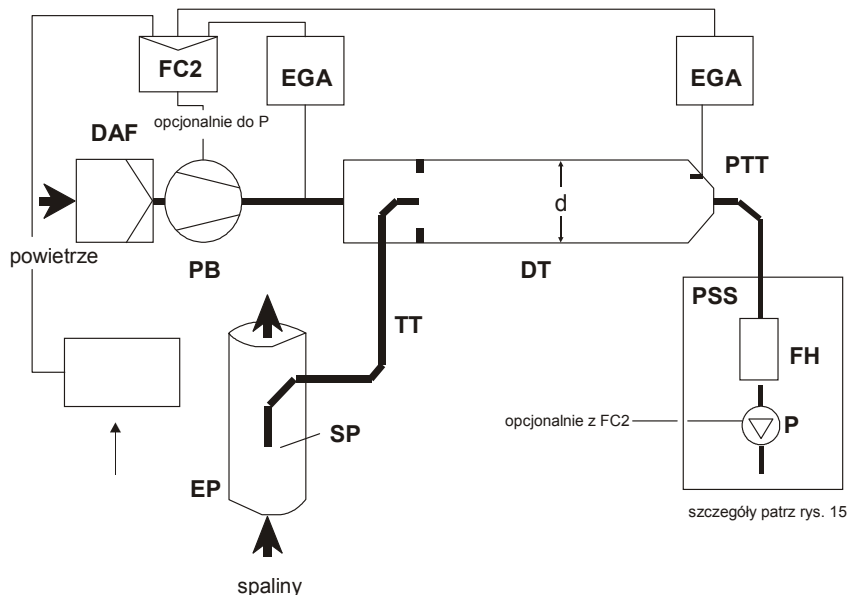 FC2
EGA
EGA
opcjonalnie do P
DAF
PTT
d
powietrze
PB
DT
PSS
TT
FH
opcjonalnie z FC2
P
SP
EP
szczegóły patrz rys. 15
spaliny